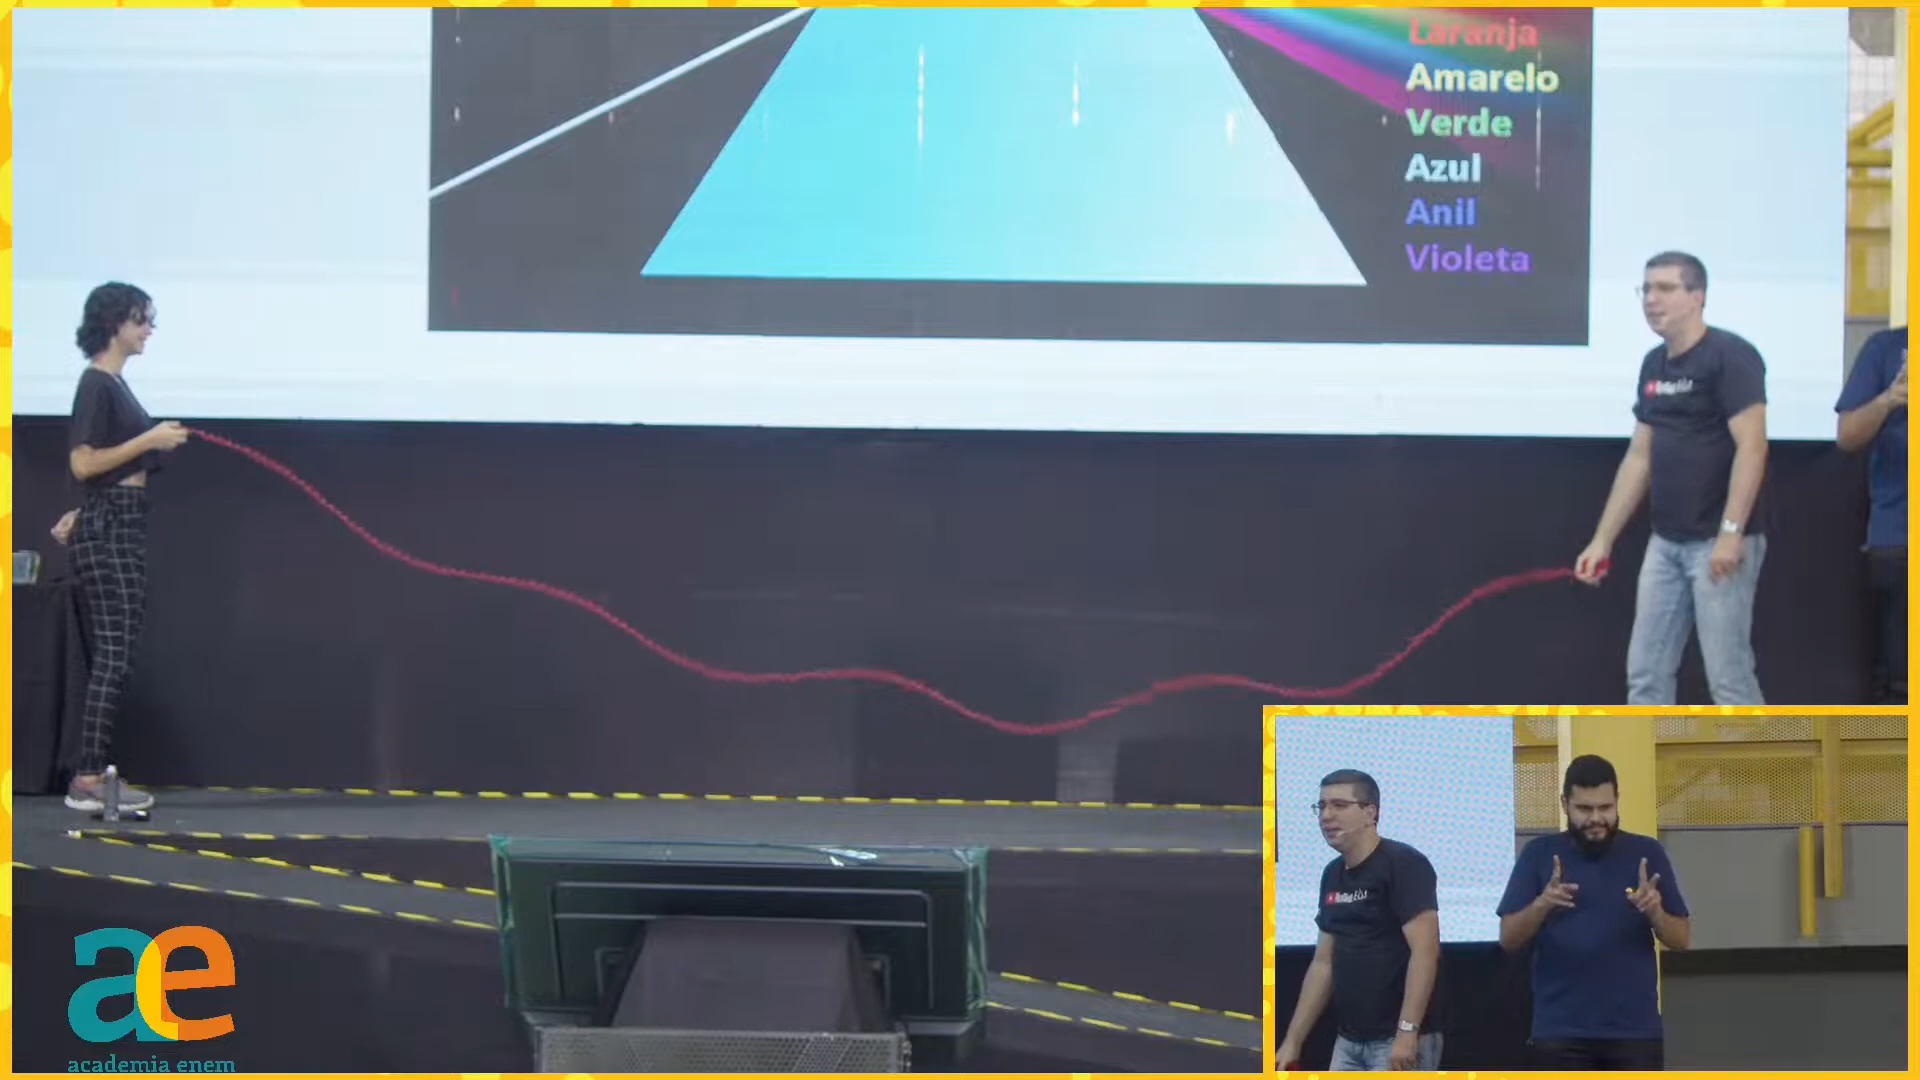 Laranja
Amarelo
Verde
Azul
Anil
Violeta
ae
academia enem